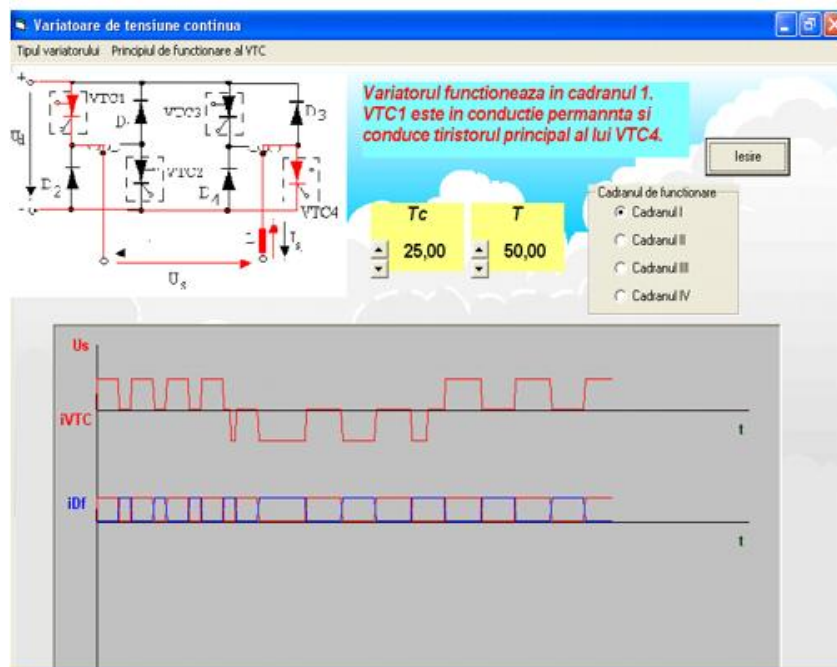 Variatoare de tensiune continua
Tipul variatorului Principiul de functionare al VTC
+
VTC1
VTC3
D3
Ud
VTC2
D2
D4
VTC4
Us
Is
Variatorul functioneaza in cadranul 1.
VTC1 este in conductie permannta si
conduce tiristorul principal al lui VTC4.
Iesire
Tc
T
25,00
50,00
Cadranul de functionare
Cadranul I
Cadranul II
Cadranul III
Cadranul IV
Us
iVTC
t
iDf
t